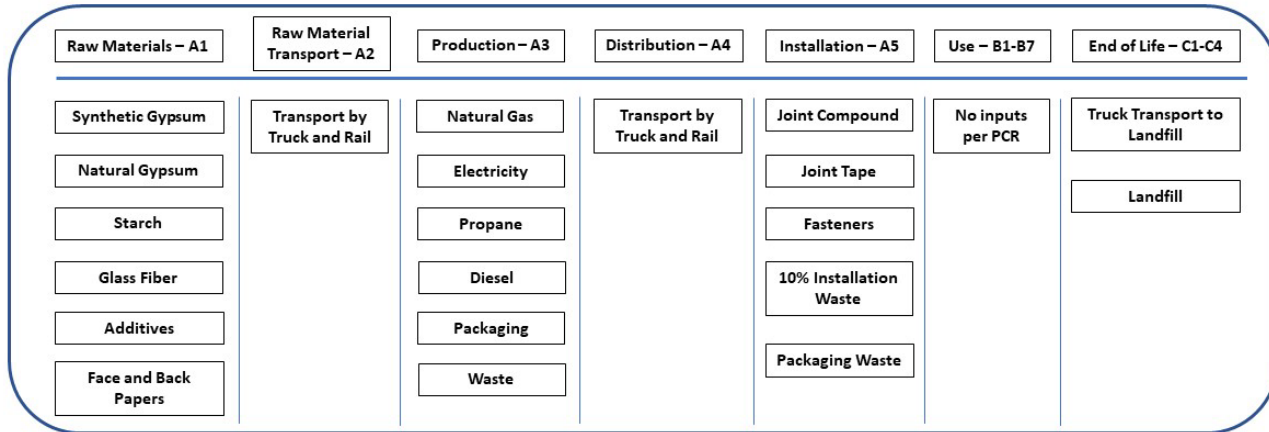 Raw Materials – A1
Raw Material
Transport – A2
Production – A3
Distribution – A4
Installation – A5
Use – B1-B7
End of Life – C1-C4
Synthetic Gypsum
Natural Gypsum
Starch
Glass Fiber
Additives
Face and Back
Papers
Transport by
Truck and Rail
Natural Gas
Electricity
Propane
Diesel
Packaging
Waste
Transport by
Truck and Rail
Joint Compound
Joint Tape
Fasteners
10% Installation
Waste
Packaging Waste
No inputs
per PCR
Truck Transport to
Landfill
Landfill